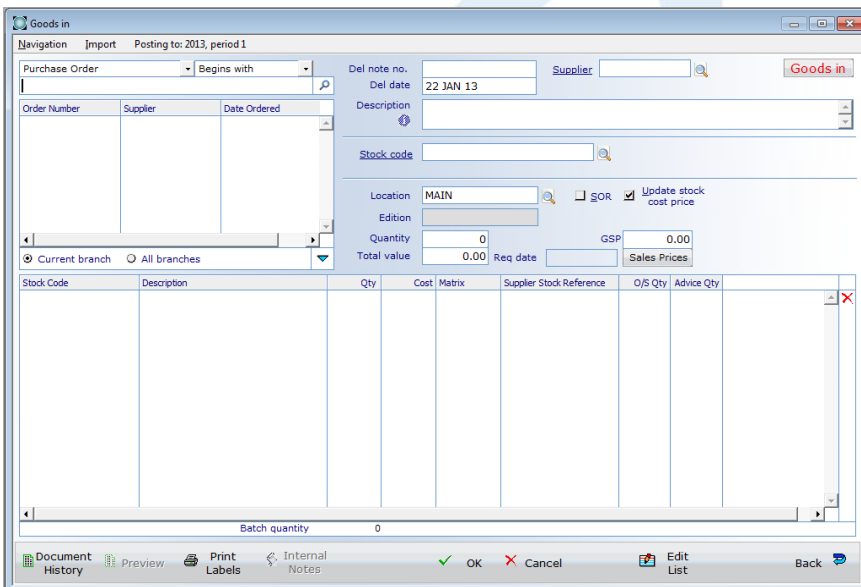 Goods in
Navigation Import Posting to: 2013, period 1
Purchase Order Begins with
Order Number Supplier Date Ordered
Current branch All branches
Del note no. Supplier Goods in
Del date 22 JAN 13
Description
Stock code
Location MAIN SOR Update stock cost price
Edition
Quantity 0 GSP 0.00
Total value 0.00 Req date Sales Prices
Stock Code Description Qty Cost Matrix Supplier Stock Reference O/S Qty Advice Qty
Batch quantity 0
Document History Preview Print Labels Internal Notes OK Cancel Edit List Back